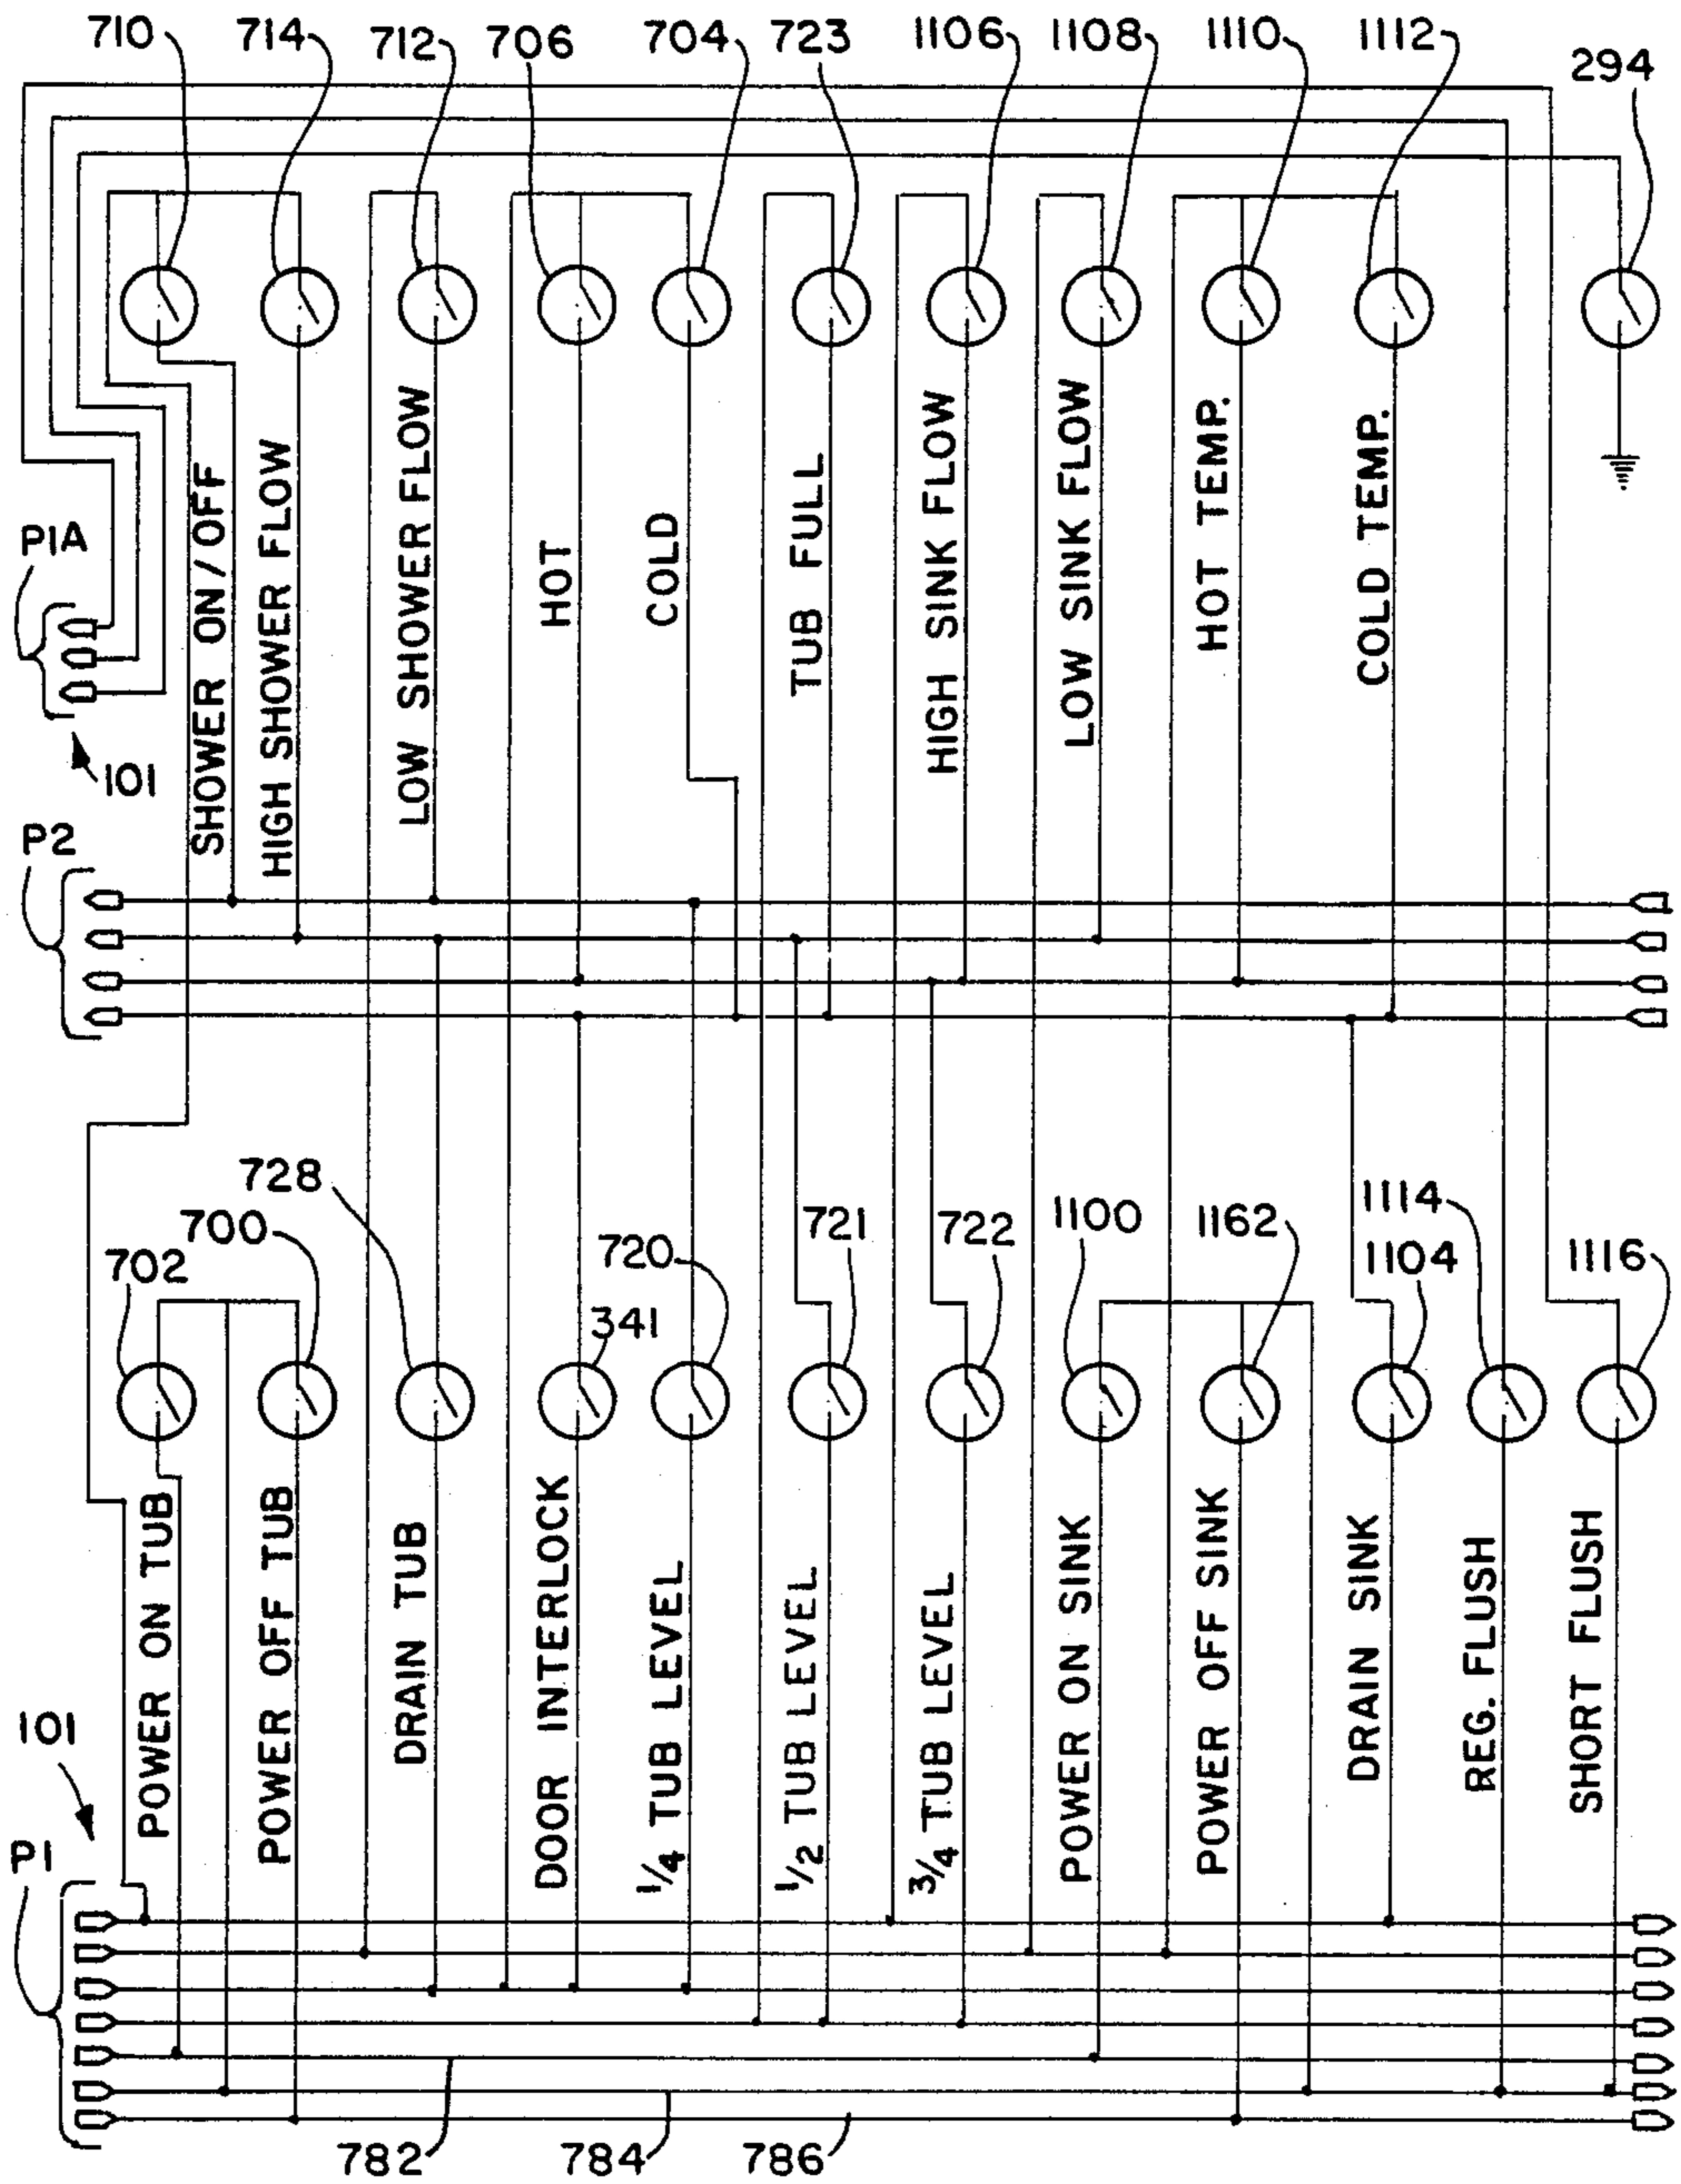 710 714 712 706 704 723 1106 1108 1110 1112 294
SHOWER ON/OFF
HIGH SHOWER FLOW
LOW SHOWER FLOW
HOT
COLD
TUB FULL
HIGH SINK FLOW
LOW SINK FLOW
HOT TEMP.
COLD TEMP.
P1A
101
P2
702 700 728 341 720 721 722 1100 1162 1114 1104 1116
POWER ON TUB
POWER OFF TUB
DRAIN TUB
DOOR INTERLOCK
1/4 TUB LEVEL
1/2 TUB LEVEL
3/4 TUB LEVEL
POWER ON SINK
POWER OFF SINK
DRAIN SINK
REG. FLUSH
SHORT FLUSH
101
P1
782 784 786